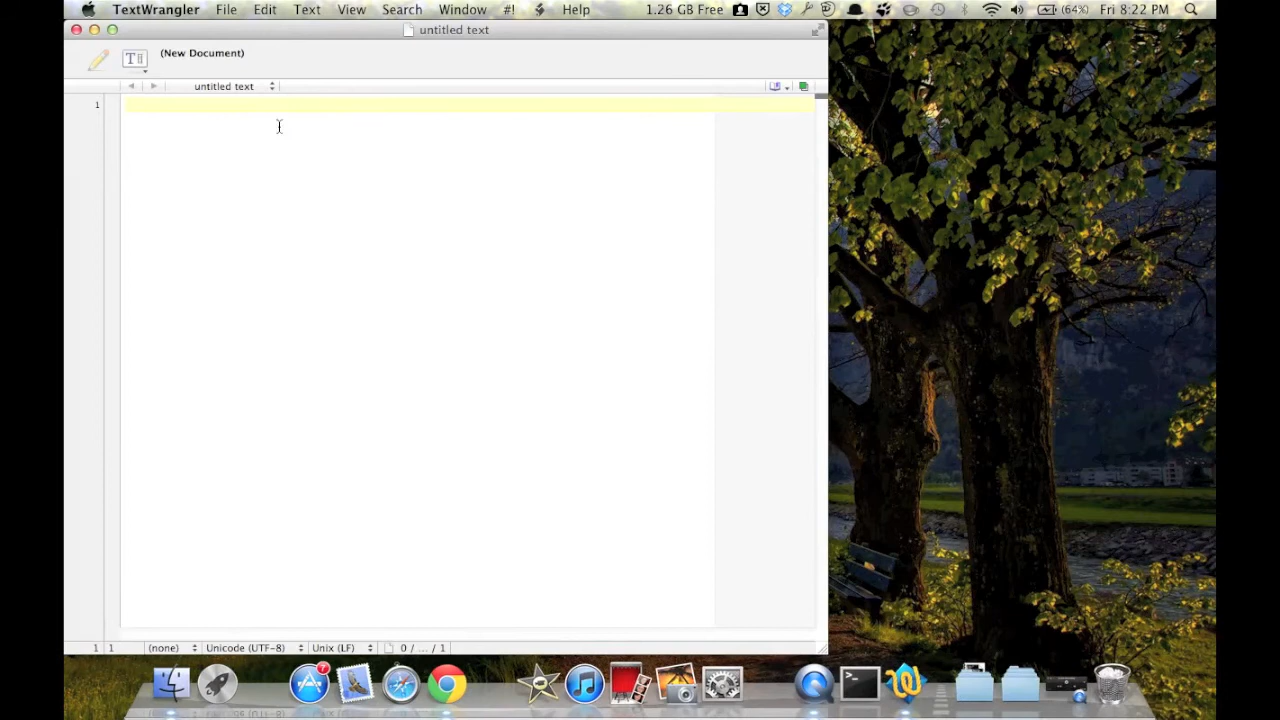 TextWrangler File Edit Text View Search Window #! Help 1.26 GB Free (64%) Fri 8:22 PM
untitled text
(New Document)
untitled text
1
1 1 (none) Unicode (UTF-8) Unix (LF) 0 / ... / 1
7